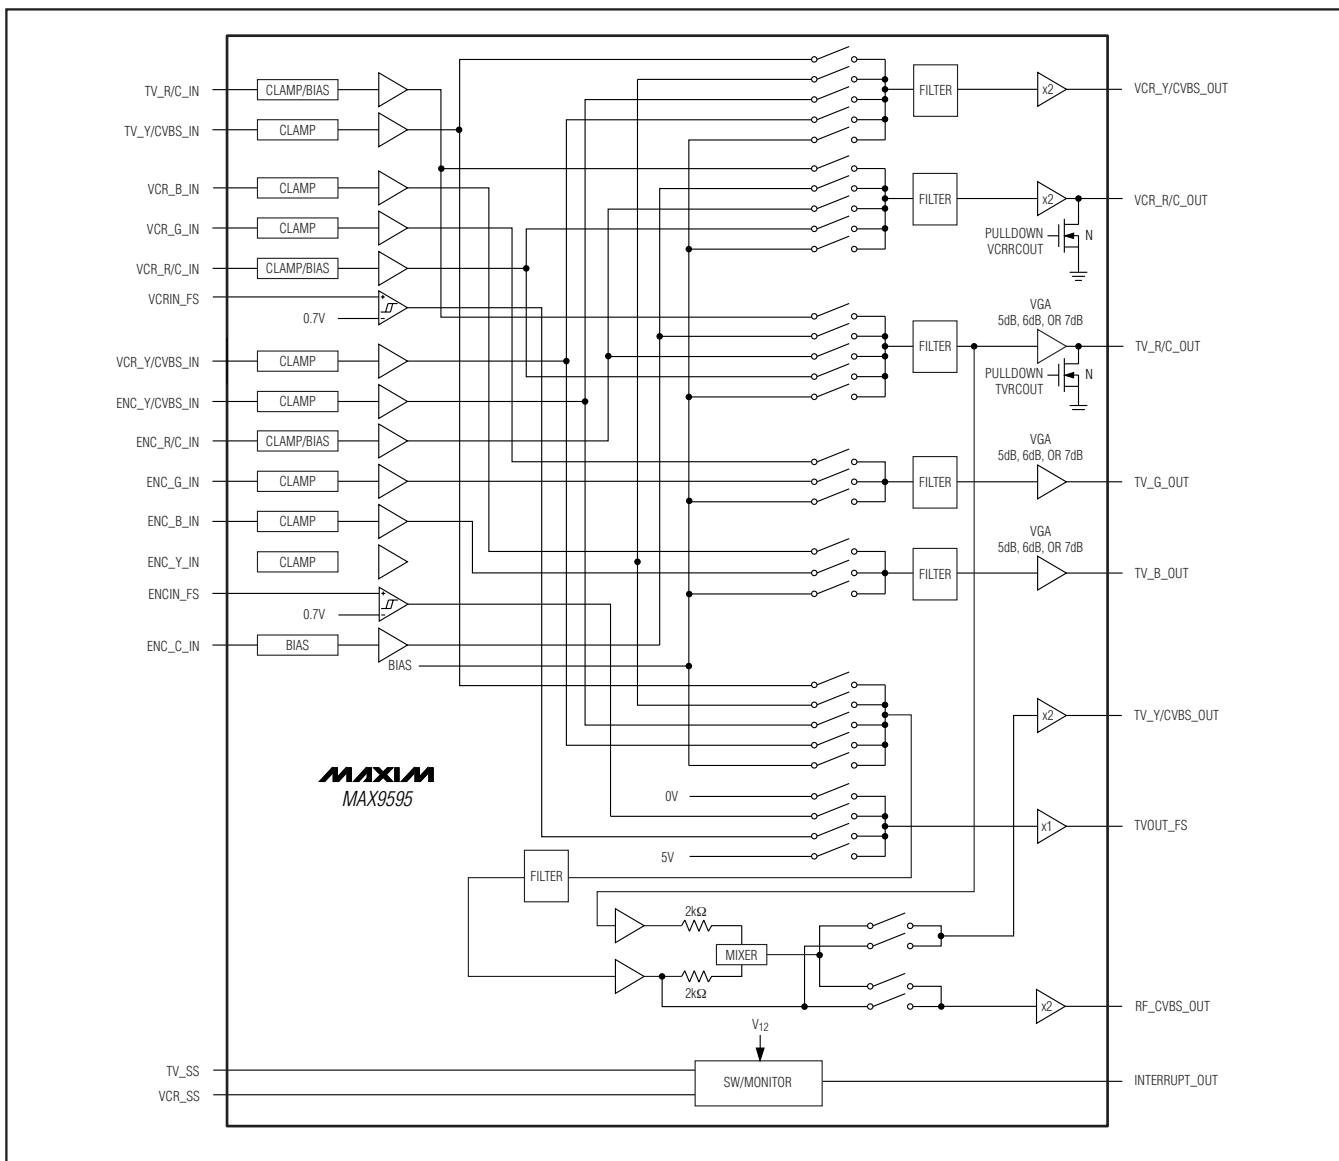 TV_R/C_IN
CLAMP/BIAS
TV_Y/CVBS_IN
CLAMP
VCR_B_IN
CLAMP
VCR_G_IN
CLAMP
VCR_R/C_IN
CLAMP/BIAS
VCRIN_FS
0.7V
VCR_Y/CVBS_IN
CLAMP
ENC_Y/CVBS_IN
CLAMP
ENC_R/C_IN
CLAMP/BIAS
ENC_G_IN
CLAMP
ENC_B_IN
CLAMP
ENC_Y_IN
CLAMP
ENCIN_FS
0.7V
ENC_C_IN
BIAS
BIAS
FILTER
x2
VCR_Y/CVBS_OUT
FILTER
x2
VCR_R/C_OUT
PULLDOWN
VCRRCOUT
N
VGA
5dB, 6dB, OR 7dB
FILTER
TV_R/C_OUT
PULLDOWN
TVRCOUT
N
VGA
5dB, 6dB, OR 7dB
FILTER
TV_G_OUT
VGA
5dB, 6dB, OR 7dB
FILTER
TV_B_OUT
x2
TV_Y/CVBS_OUT
MAXIM
MAX9595
0V
5V
x1
TVOUT_FS
FILTER
2kΩ
MIXER
2kΩ
x2
RF_CVBS_OUT
V12
TV_SS
VCR_SS
SW/MONITOR
INTERRUPT_OUT